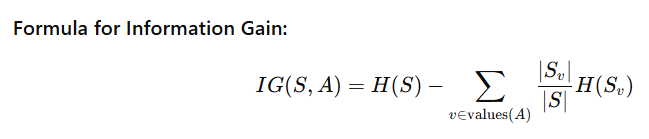 Formula for Information Gain:
IG(S, A) = H(S) − ∑_{v∈values(A)} |S_v|/|S| H(S_v)